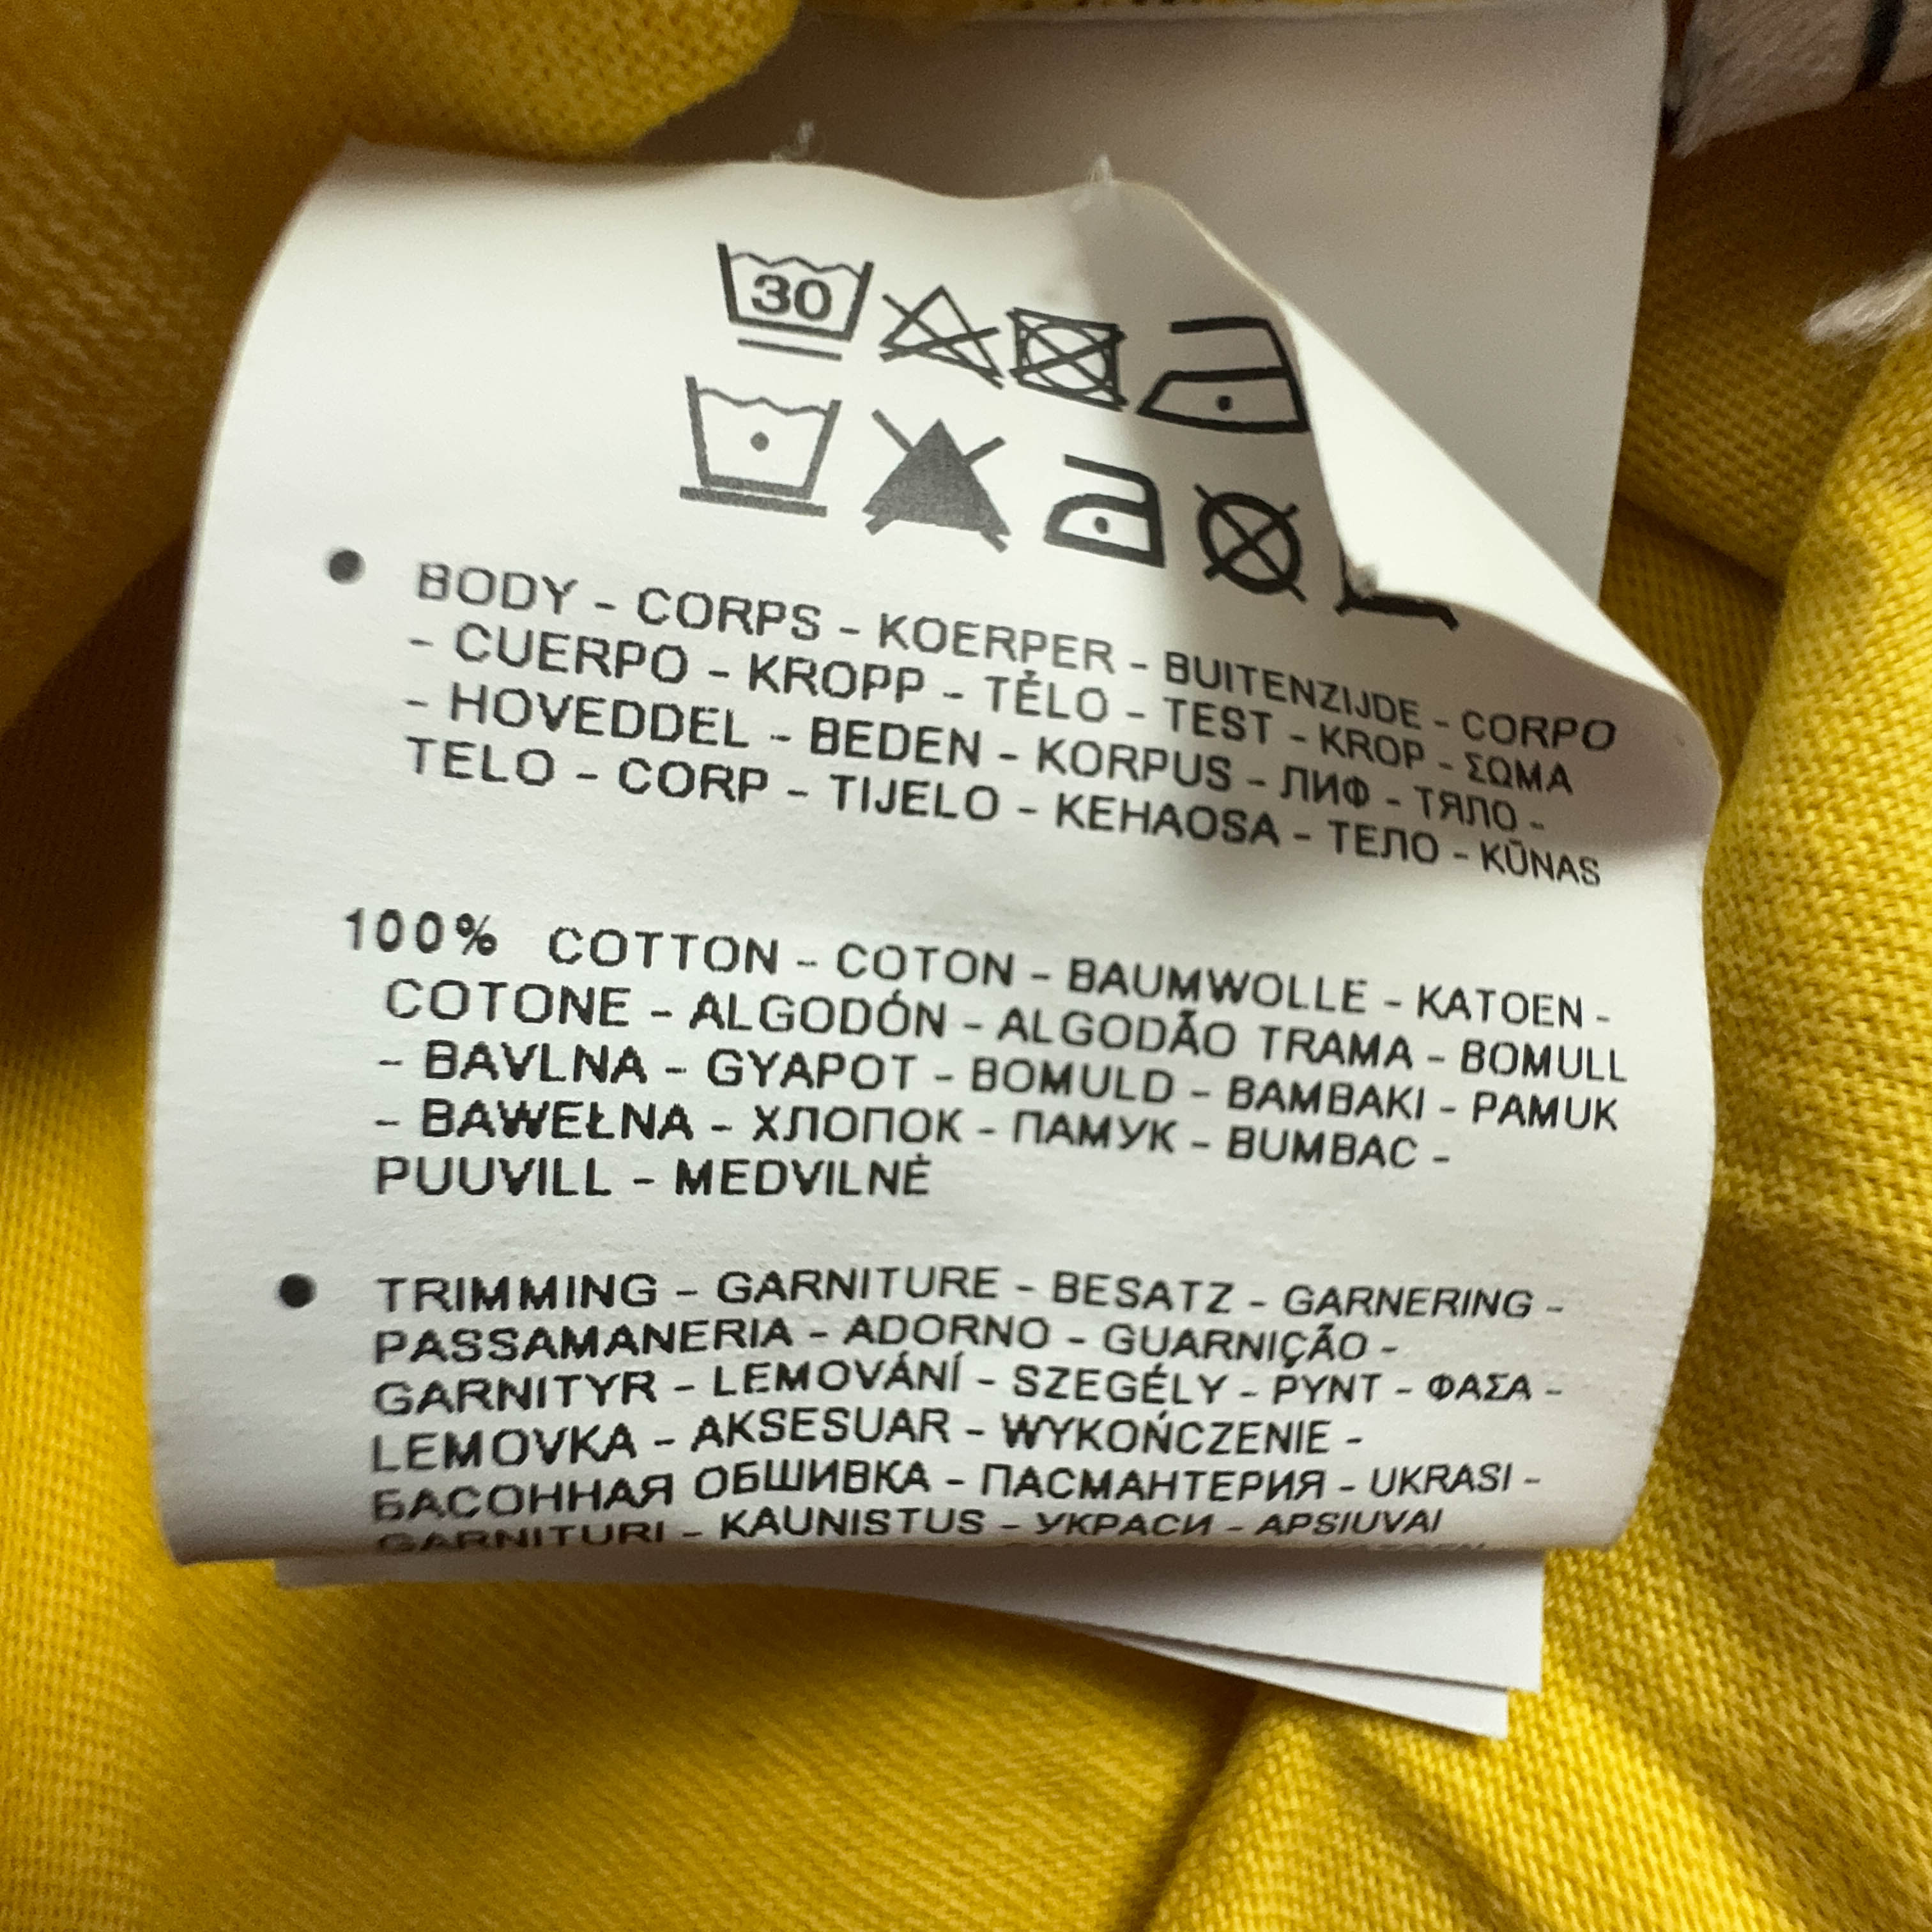 30
BODY - CORPS - KOERPER - BUITENZIJDE - CORPO
- CUERPO - KROPP - TĚLO - TEST - KROP - ΣΩΜΑ
- HOVEDDEL - BEDEN - KORPUS - ЛИФ - ТЯЛО -
TELO - CORP - TIJELO - KEHAOSA - ТЕЛО - KŪNAS
100% COTTON - COTON - BAUMWOLLE - KATOEN -
COTONE - ALGODÓN - ALGODÃO TRAMA - BOMULL
- BAVLNA - GYAPOT - BOMULD - BAMBAKI - PAMUK
- BAWEŁNA - ХЛОПОК - ПАМУК - BUMBAC -
PUUVILL - MEDVILNĖ
TRIMMING - GARNITURE - BESATZ - GARNERING -
PASSAMANERIA - ADORNO - GUARNIÇÃO -
GARNITYR - LEMOVÁNÍ - SZEGÉLY - PYNT - ΦΑΣΑ -
LEMOVKA - AKSESUAR - WYKOŃCZENIE -
БАСОННАЯ ОБШИВКА - ПАСМАНТЕРИЯ - UKRASI -
GARNITURI - KAUNISTUS - УКРАСИ - APSIUVAI